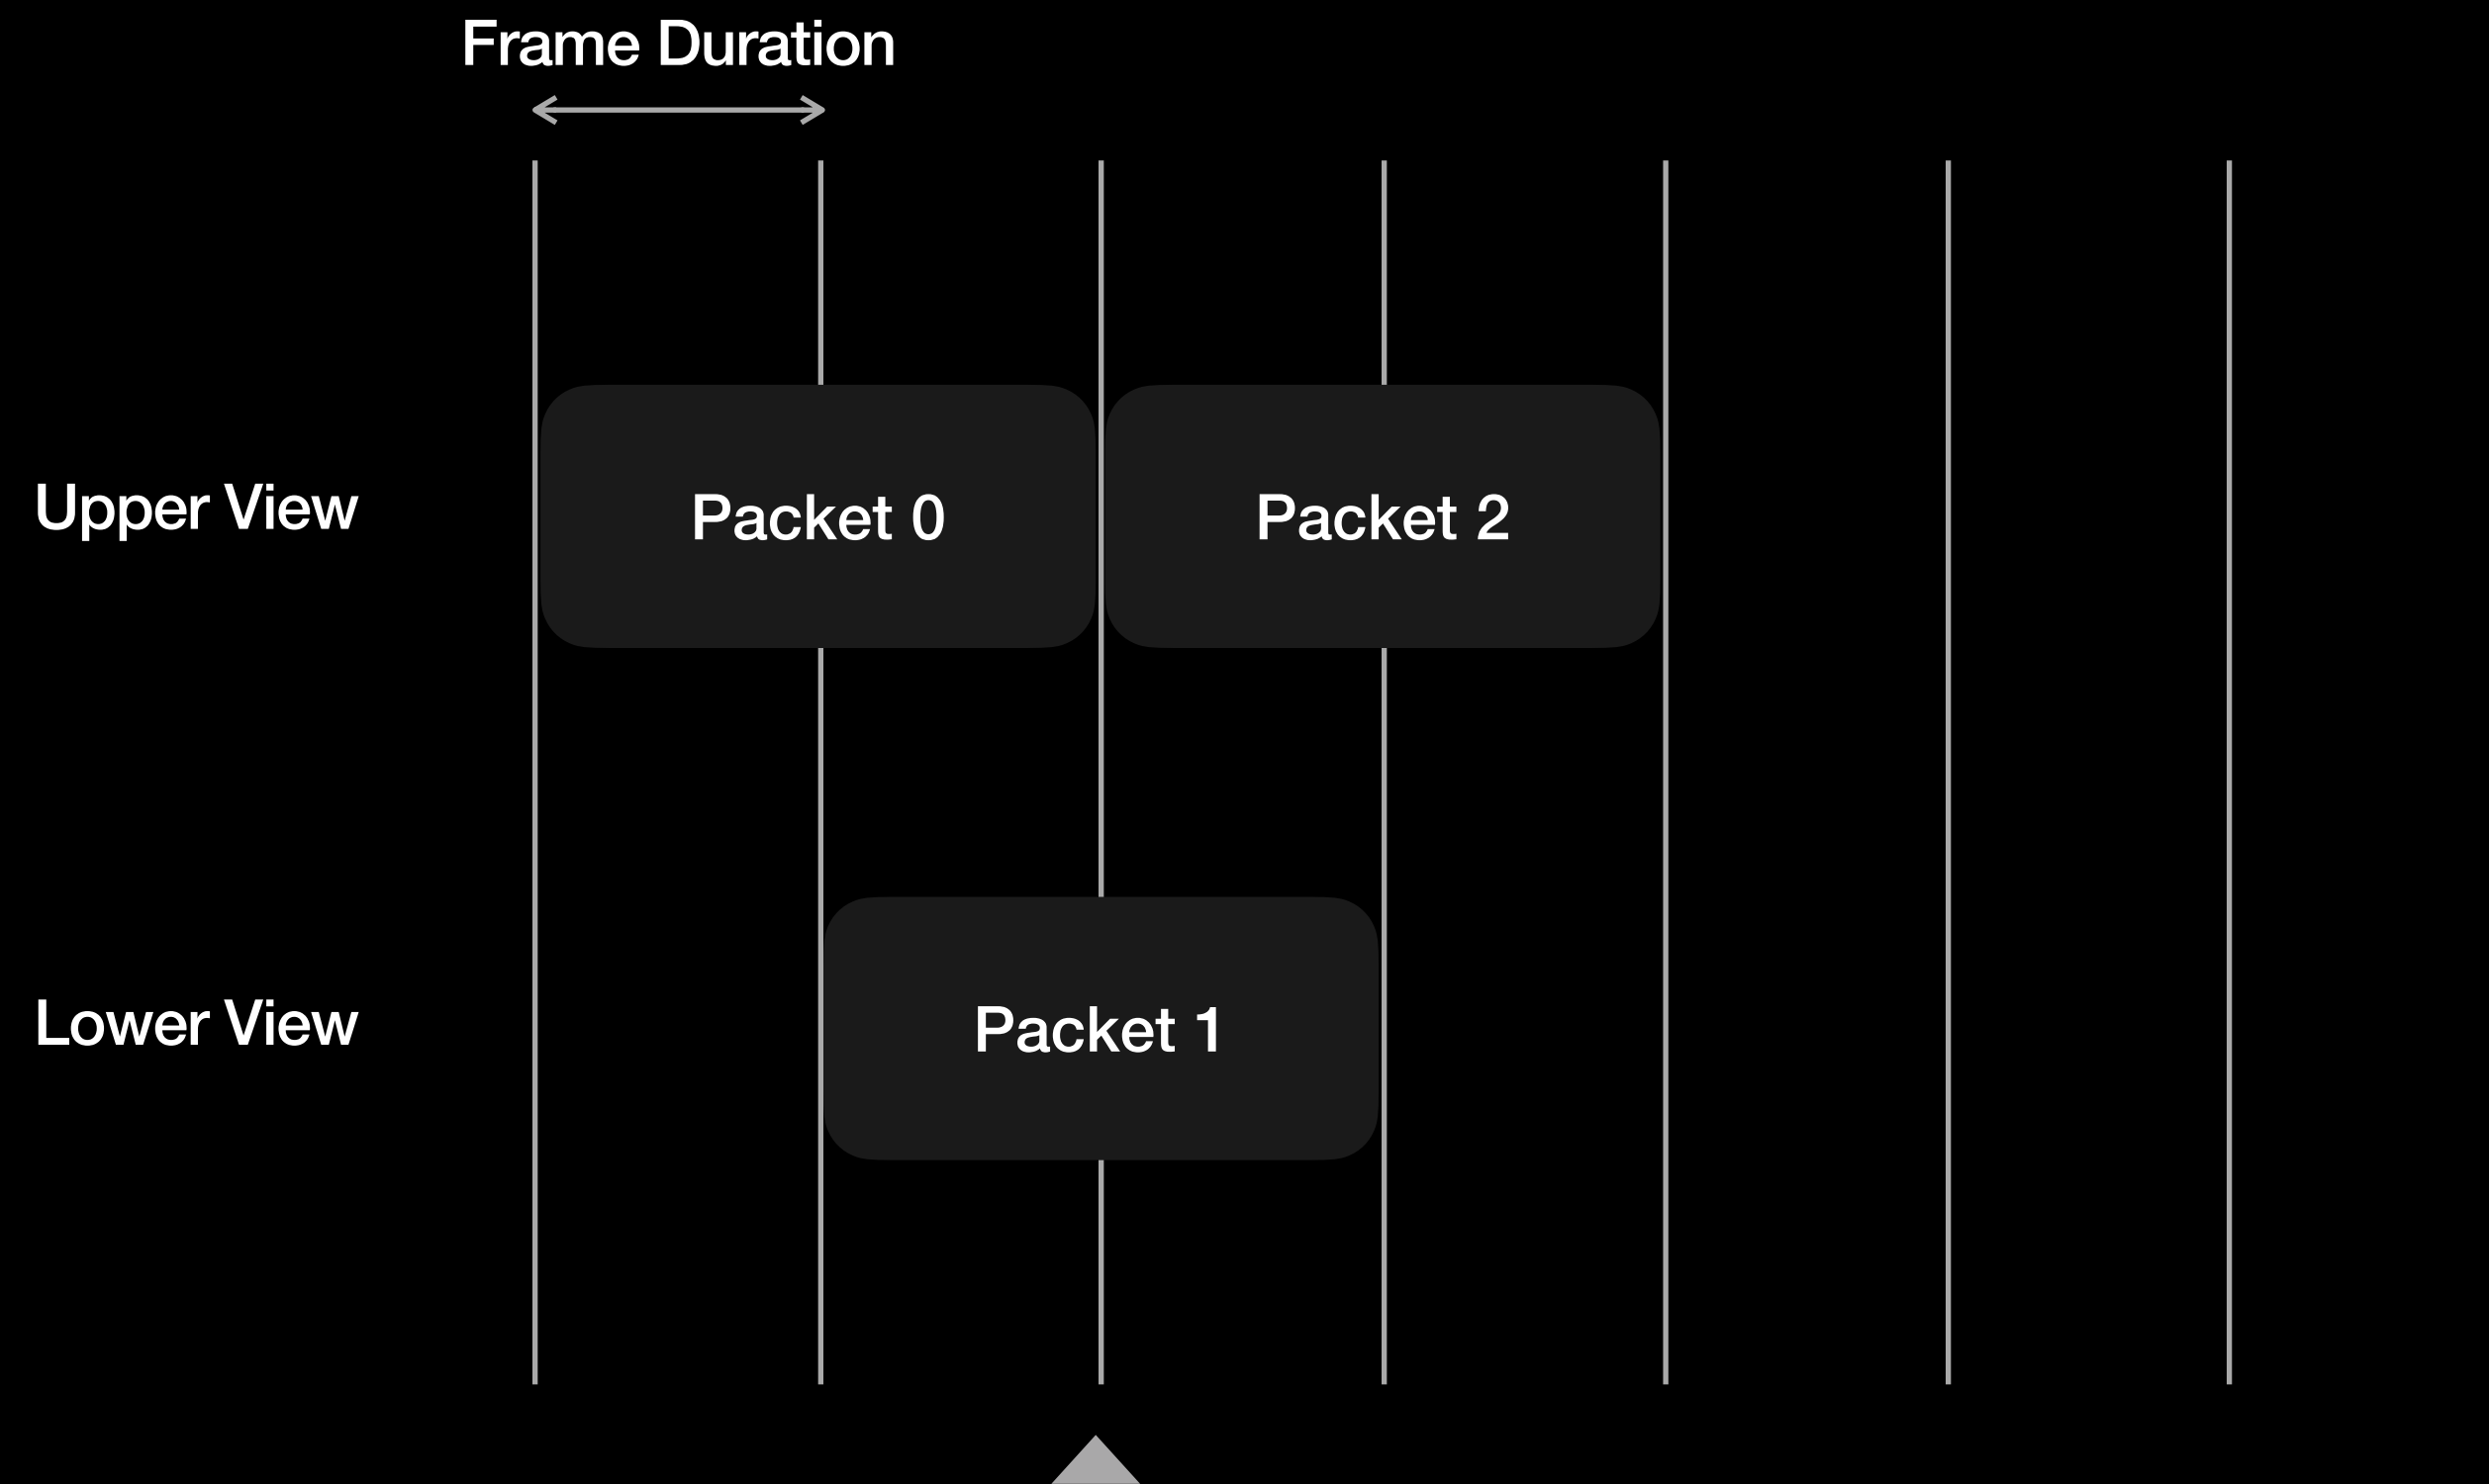 Frame Duration
Upper View
Packet 0
Packet 2
Lower View
Packet 1